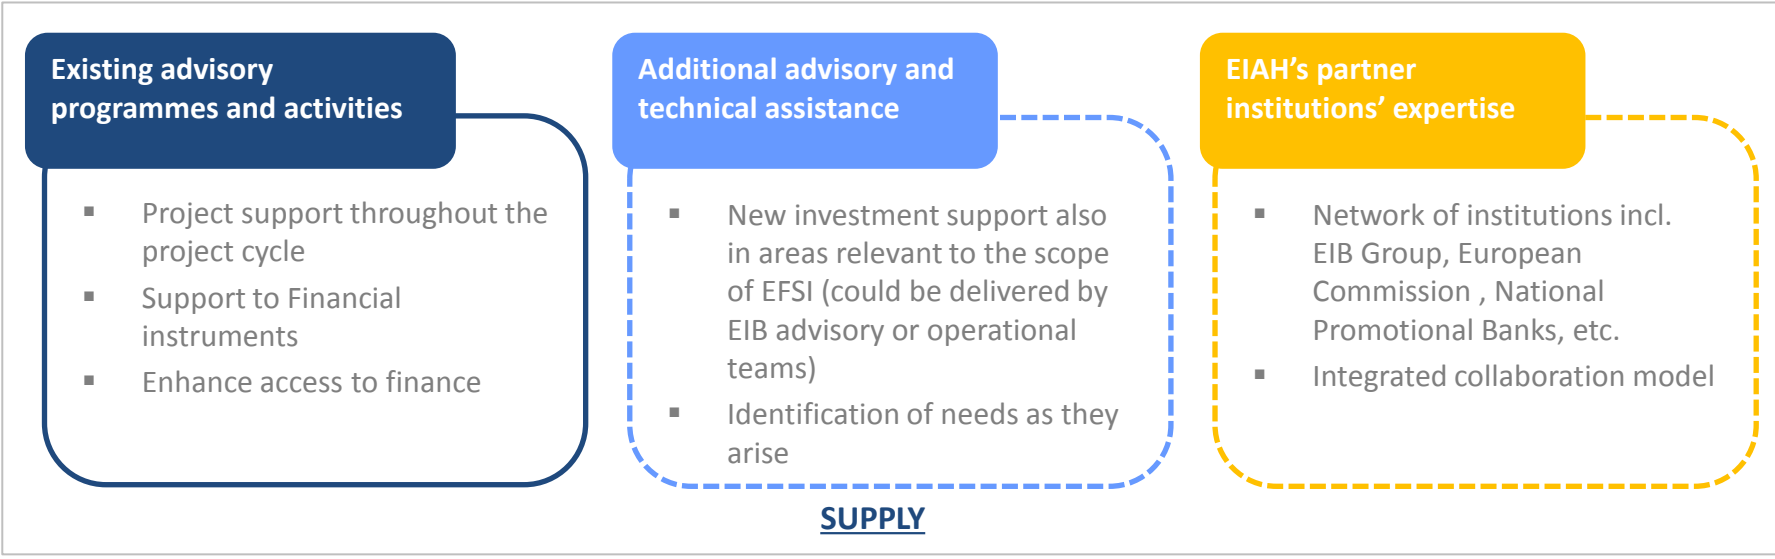 Existing advisory
programmes and activities
▪ Project support throughout the
project cycle
▪ Support to Financial
instruments
▪ Enhance access to finance
Additional advisory and
technical assistance
▪ New investment support also
in areas relevant to the scope
of EFSI (could be delivered by
EIB advisory or operational
teams)
▪ Identification of needs as they
arise
EIAH’s partner
institutions’ expertise
▪ Network of institutions incl.
EIB Group, European
Commission , National
Promotional Banks, etc.
▪ Integrated collaboration model
SUPPLY